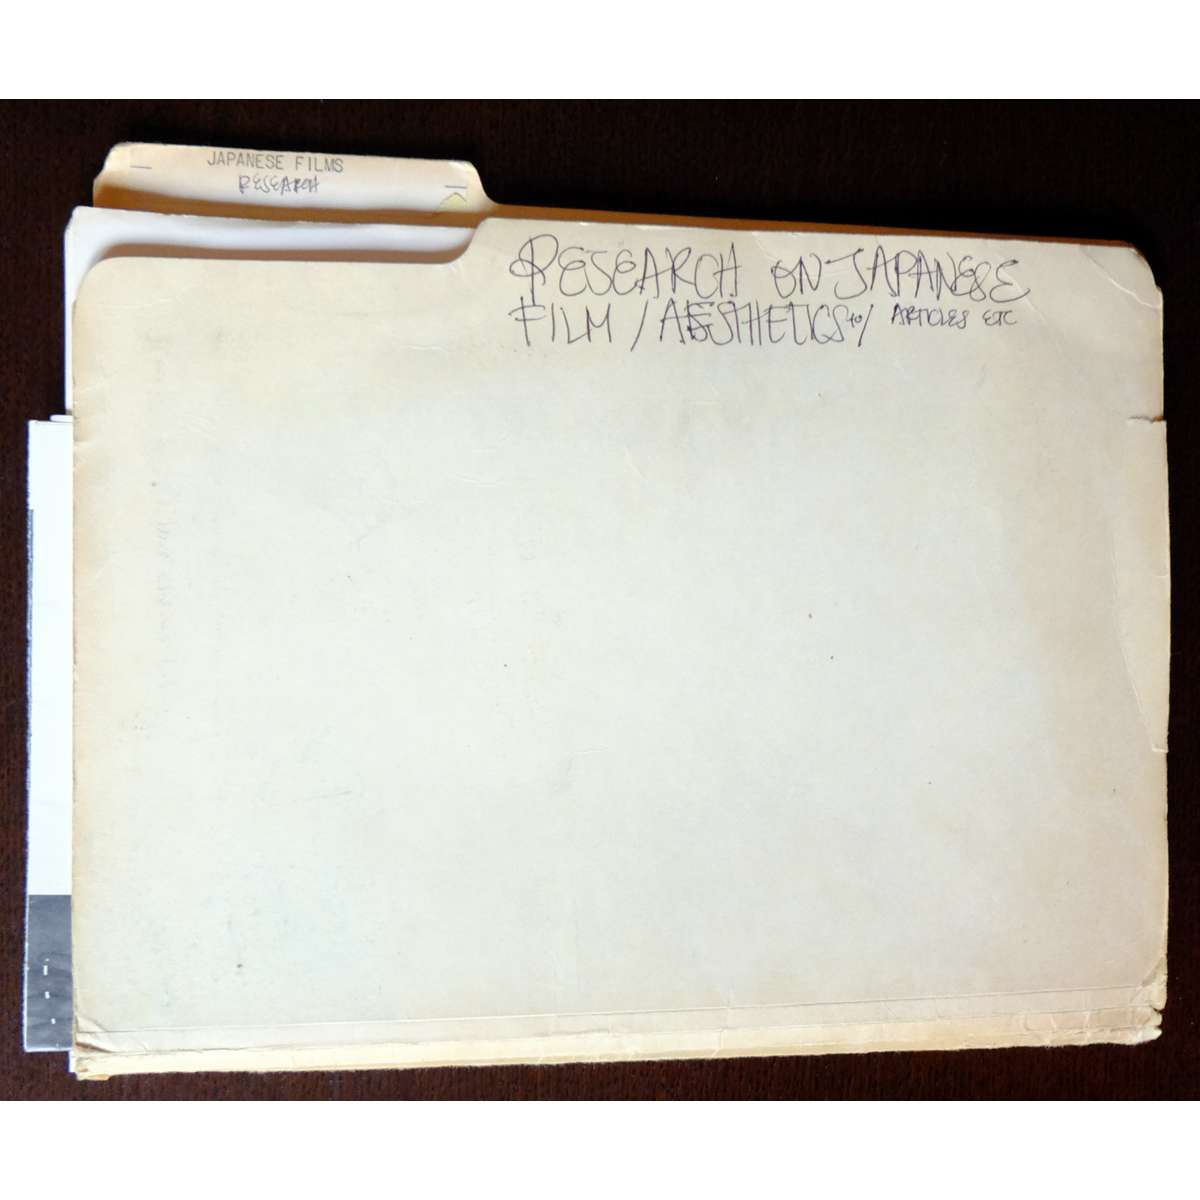 JAPANESE FILMS
RESEARCH
RESEARCH ON JAPANESE
FILM / AESTHETICS / ARTICLES ETC